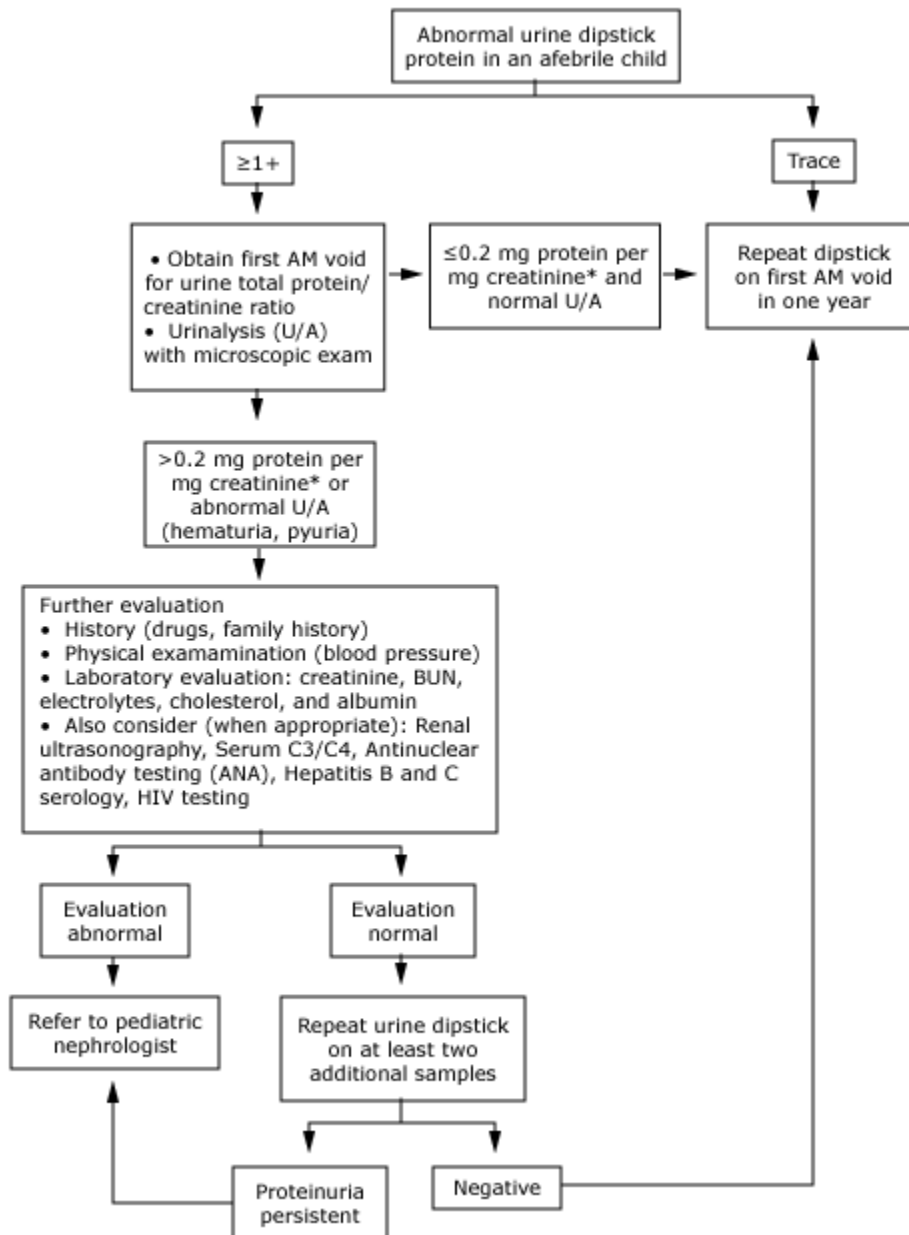 Abnormal urine dipstick
protein in an afebrile child
≥1+
Trace
• Obtain first AM void
for urine total protein/
creatinine ratio
• Urinalysis (U/A)
with microscopic exam
≤0.2 mg protein per
mg creatinine* and
normal U/A
Repeat dipstick
on first AM void
in one year
>0.2 mg protein per
mg creatinine* or
abnormal U/A
(hematuria, pyuria)
Further evaluation
• History (drugs, family history)
• Physical examamination (blood pressure)
• Laboratory evaluation: creatinine, BUN,
electrolytes, cholesterol, and albumin
• Also consider (when appropriate): Renal
ultrasonography, Serum C3/C4, Antinuclear
antibody testing (ANA), Hepatitis B and C
serology, HIV testing
Evaluation
abnormal
Evaluation
normal
Refer to pediatric
nephrologist
Repeat urine dipstick
on at least two
additional samples
Proteinuria
persistent
Negative